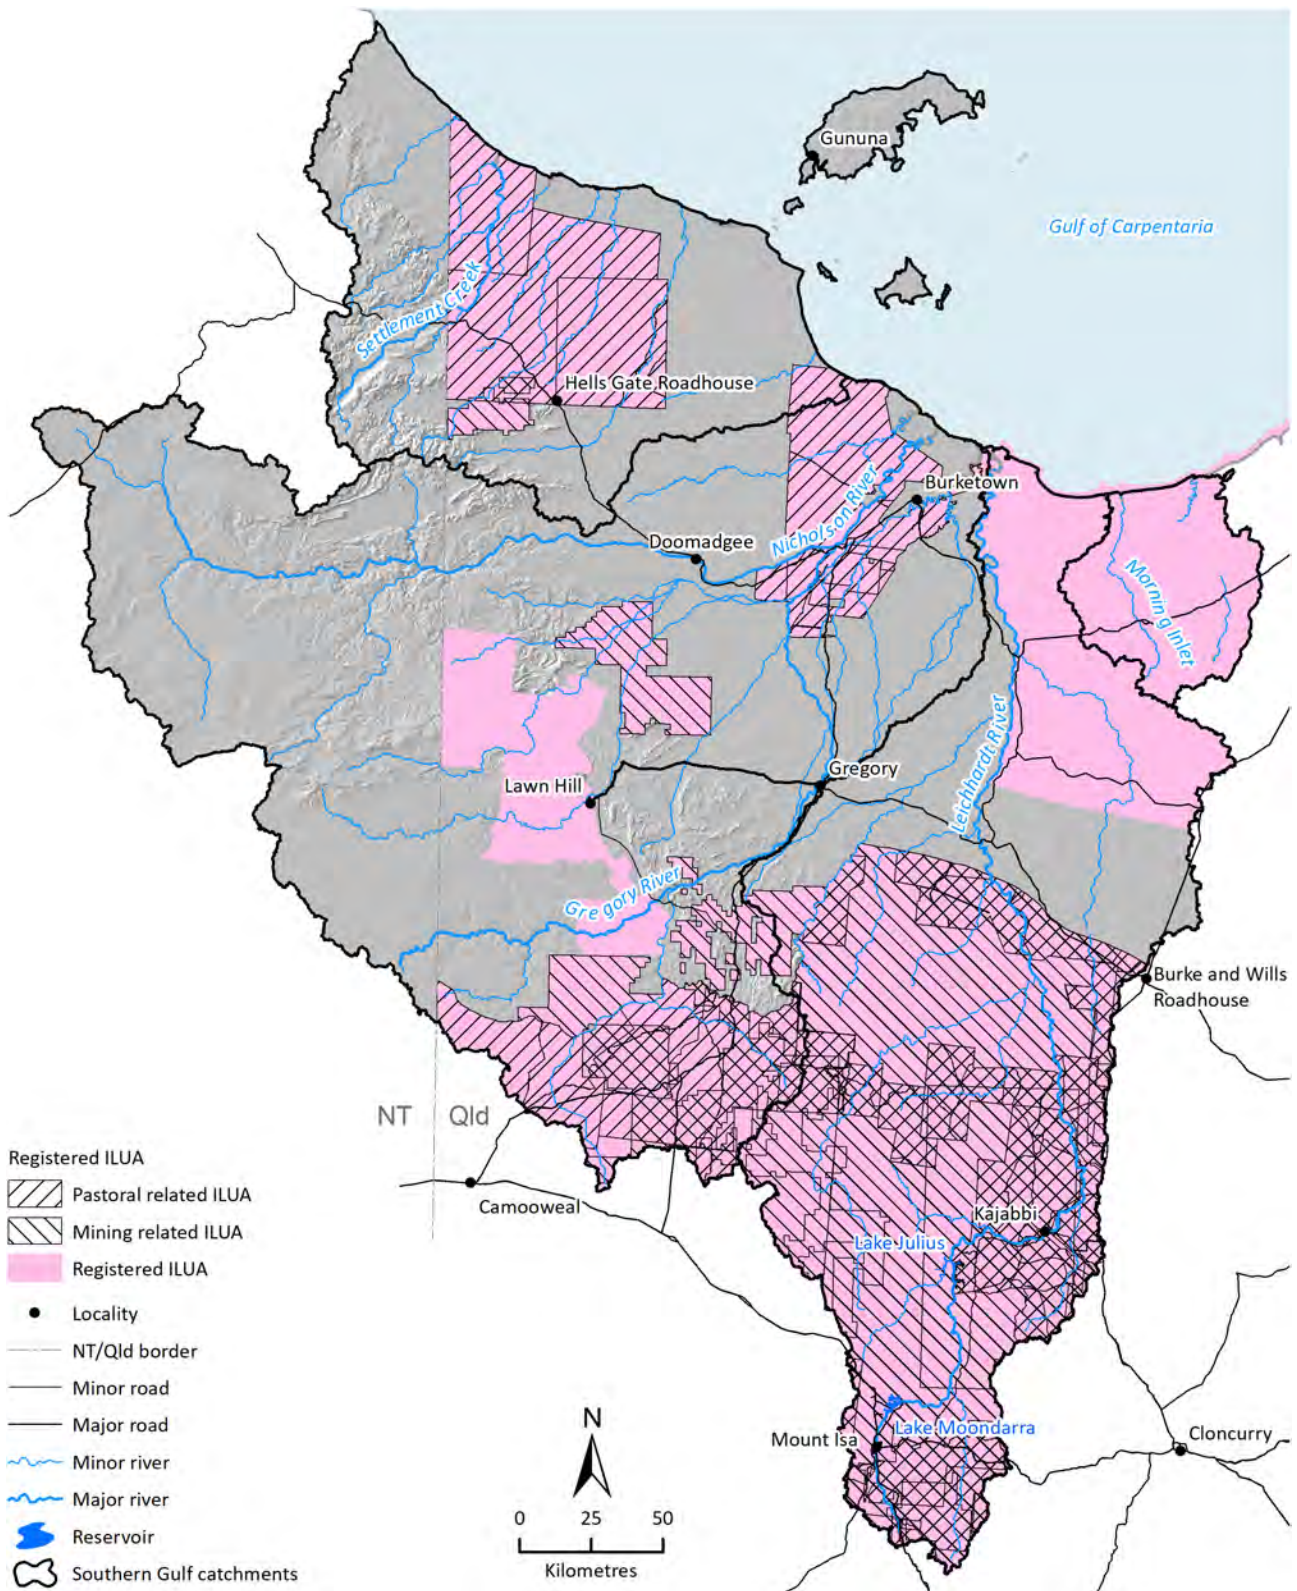 Gununa
Gulf of Carpentaria
Settlement Creek
Hells Gate Roadhouse
Burketown
Nicholson River
Doomadgee
Morning Inlet
Leichhardt River
Gregory
Lawn Hill
Gregory River
Burke and Wills
Roadhouse
NT Qld
Camooweal
Kajabbi
Lake Julius
Lake Moondarra
Mount Isa
Cloncurry
Registered ILUA
Pastoral related ILUA
Mining related ILUA
Registered ILUA
Locality
NT/Qld border
Minor road
Major road
Minor river
Major river
Reservoir
Southern Gulf catchments
N
0 25 50
Kilometres